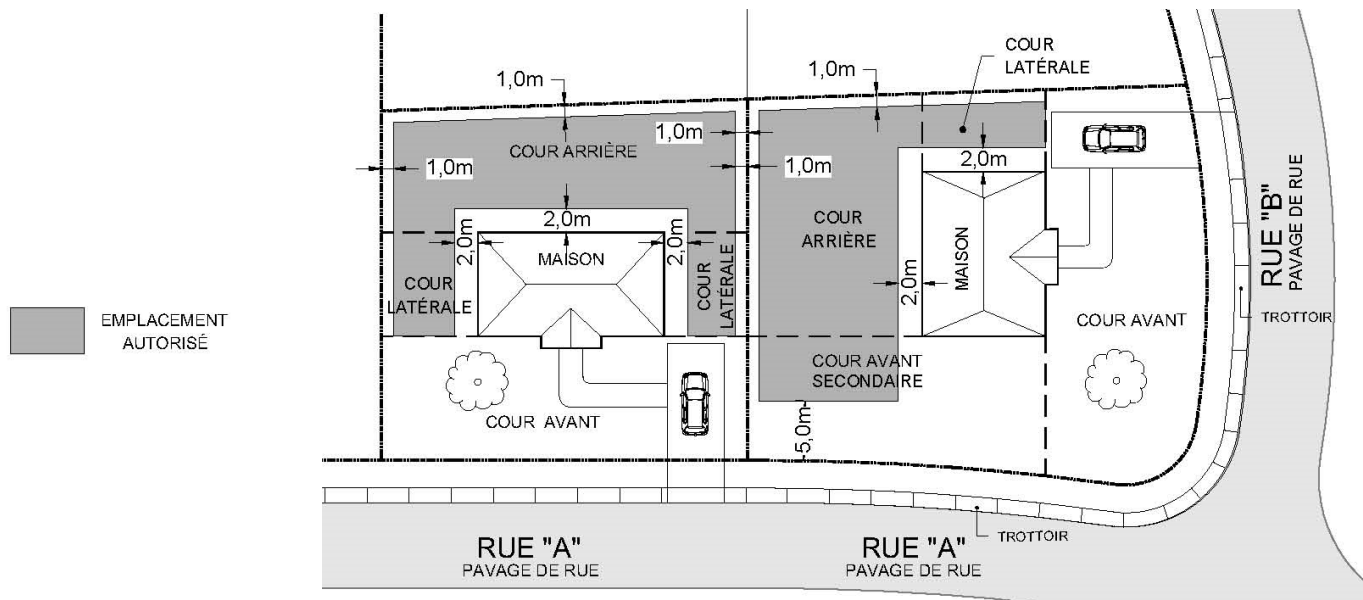 COUR
LATÉRALE
1,0m
1,0m
1,0m
COUR ARRIÈRE
1,0m
1,0m
2,0m
2,0m
COUR
ARRIÈRE
2,0m
2,0m
MAISON
2,0m
MAISON
COUR
LATÉRALE
COUR
LATÉRALE
RUE "B"
PAVAGE DE RUE
EMPLACEMENT
AUTORISÉ
TROTTOIR
COUR AVANT
COUR AVANT
SECONDAIRE
COUR AVANT
5,0m
TROTTOIR
RUE "A"
PAVAGE DE RUE
RUE "A"
PAVAGE DE RUE